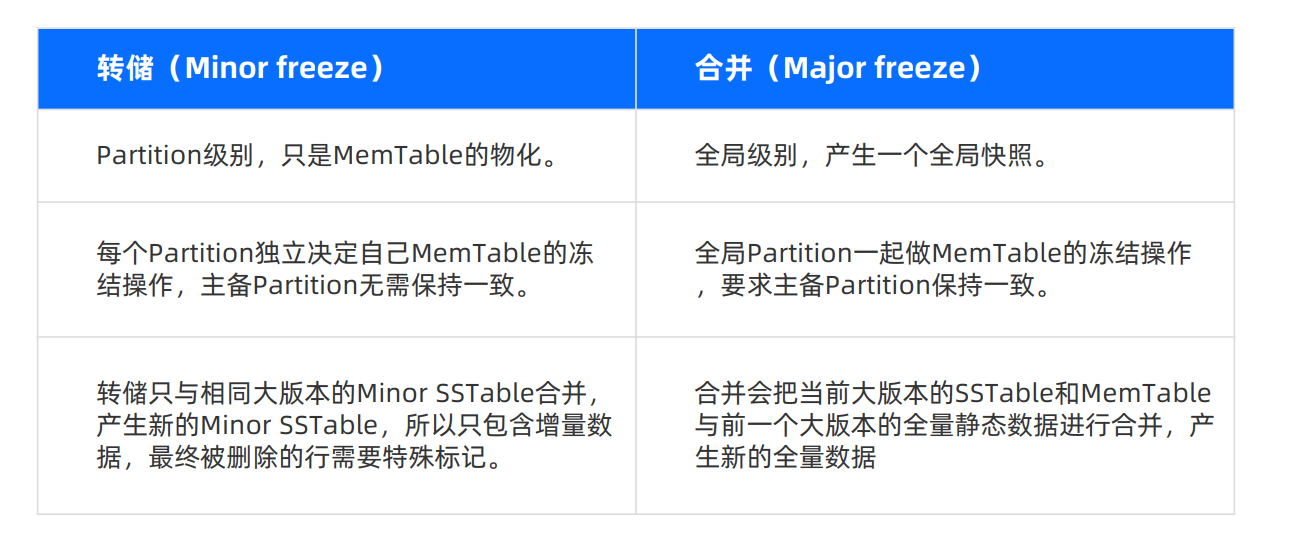 转储（Minor freeze）
合并（Major freeze）
Partition级别，只是MemTable的物化。
全局级别，产生一个全局快照。
每个Partition独立决定自己MemTable的冻
结操作，主备Partition无需保持一致。
全局Partition一起做MemTable的冻结操作
，要求主备Partition保持一致。
转储只与相同大版本的Minor SSTable合并，
产生新的Minor SSTable，所以只包含增量数
据，最终被删除的行需要特殊标记。
合并会把当前大版本的SSTable和MemTable
与前一个大版本的全量静态数据进行合并，产
生新的全量数据